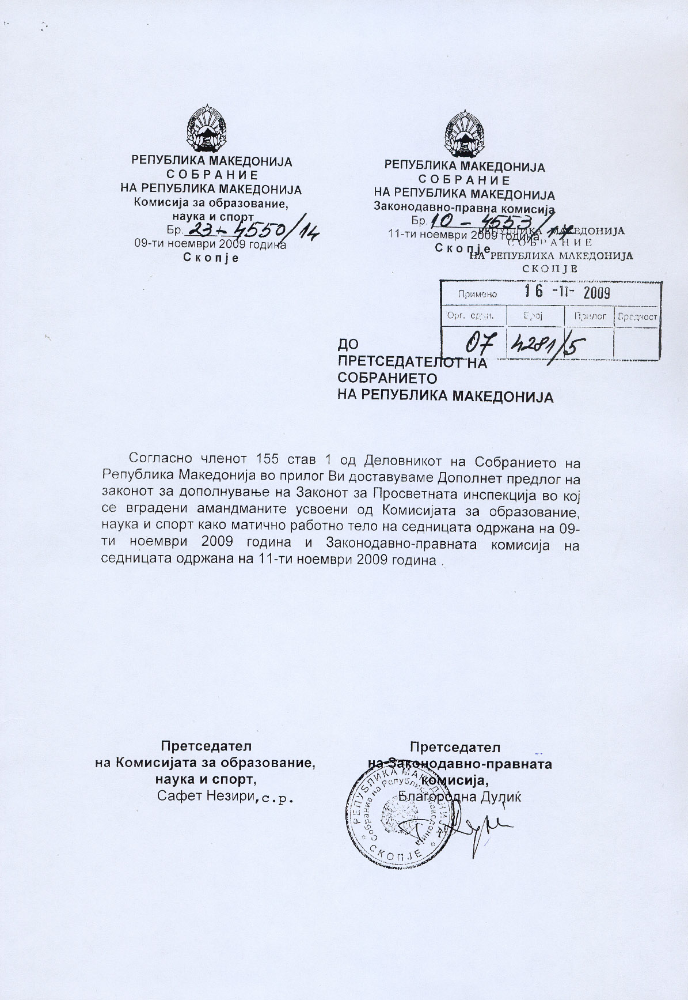 РЕПУБЛИКА МАКЕДОНИЈА
С О Б Р А Н И Е
НА РЕПУБЛИКА МАКЕДОНИЈА
Комисија за образование,
наука и спорт
Бр. 23 - 4550/14
09-ти ноември 2009 година
С к о п ј е
РЕПУБЛИКА МАКЕДОНИЈА
С О Б Р А Н И Е
НА РЕПУБЛИКА МАКЕДОНИЈА
Законодавно-правна комисија
Бр. 10 - 4553/17
11-ти ноември 2009 година
С к о п ј е
РЕПУБЛИКА МАКЕДОНИЈА
С О Б Р А Н И Е
НА РЕПУБЛИКА МАКЕДОНИЈА
СКОПЈЕ
Примено 16 -11- 2009
Орг. един. Број Прилог Вредност
07 4281/5
ДО
ПРЕТСЕДАТЕЛОТ НА
СОБРАНИЕТО
НА РЕПУБЛИКА МАКЕДОНИЈА
Согласно членот 155 став 1 од Деловникот на Собранието на
Република Македонија во прилог Ви доставуваме Дополнет предлог на
законот за дополнување на Законот за Просветната инспекција во кој
се вградени амандманите усвоени од Комисијата за образование,
наука и спорт како матично работно тело на седницата одржана на 09-
ти ноември 2009 година и Законодавно-правната комисија на
седницата одржана на 11-ти ноември 2009 година .
Претседател
на Комисијата за образование,
наука и спорт,
Сафет Незири,с.р.
Претседател
на Законодавно-правната
комисија,
Благородна Дулиќ
РЕПУБЛИКА МАКЕДОНИЈА
Собрание на Република Македонија
* СКОПЈЕ *